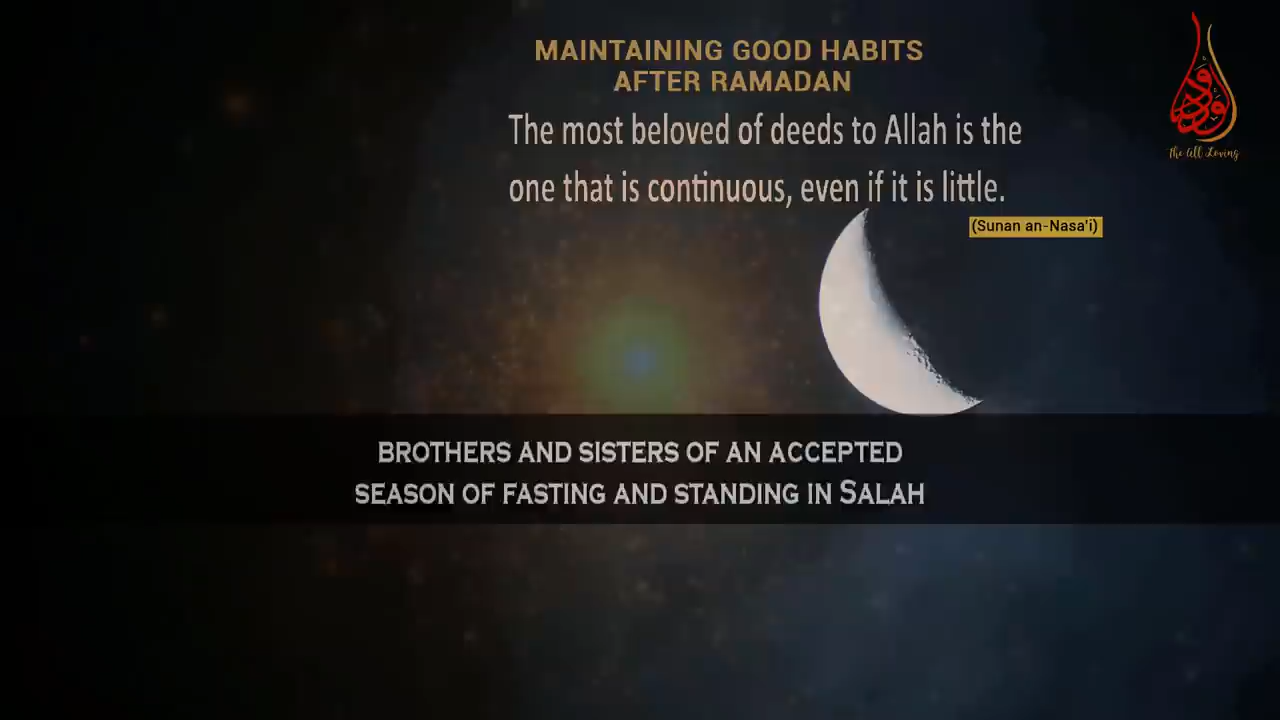 MAINTAINING GOOD HABITS
AFTER RAMADAN
The most beloved of deeds to Allah is the
one that is continuous, even if it is little.
(Sunan an-Nasa'i)
ودود
The All Loving
BROTHERS AND SISTERS OF AN ACCEPTED
SEASON OF FASTING AND STANDING IN SALAH